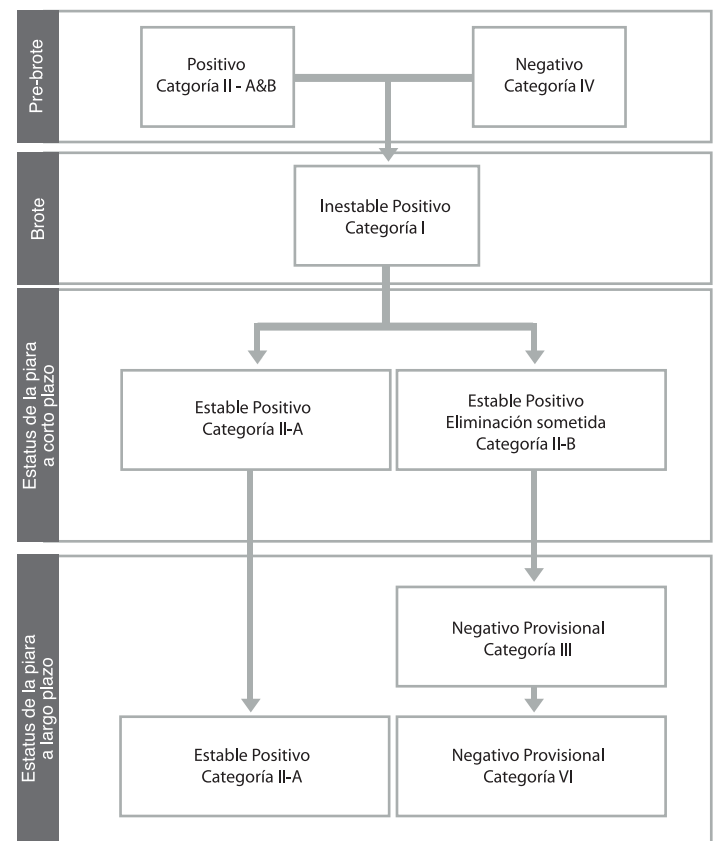 Pre-brote
Positivo
Catgoría II - A&B
Negativo
Categoría IV
Brote
Inestable Positivo
Categoría I
Estatus de la piara
a corto plazo
Estable Positivo
Categoría II-A
Estable Positivo
Eliminación sometida
Categoría II-B
Estatus de la piara
a largo plazo
Negativo Provisional
Categoría III
Estable Positivo
Categoría II-A
Negativo Provisional
Categoría VI